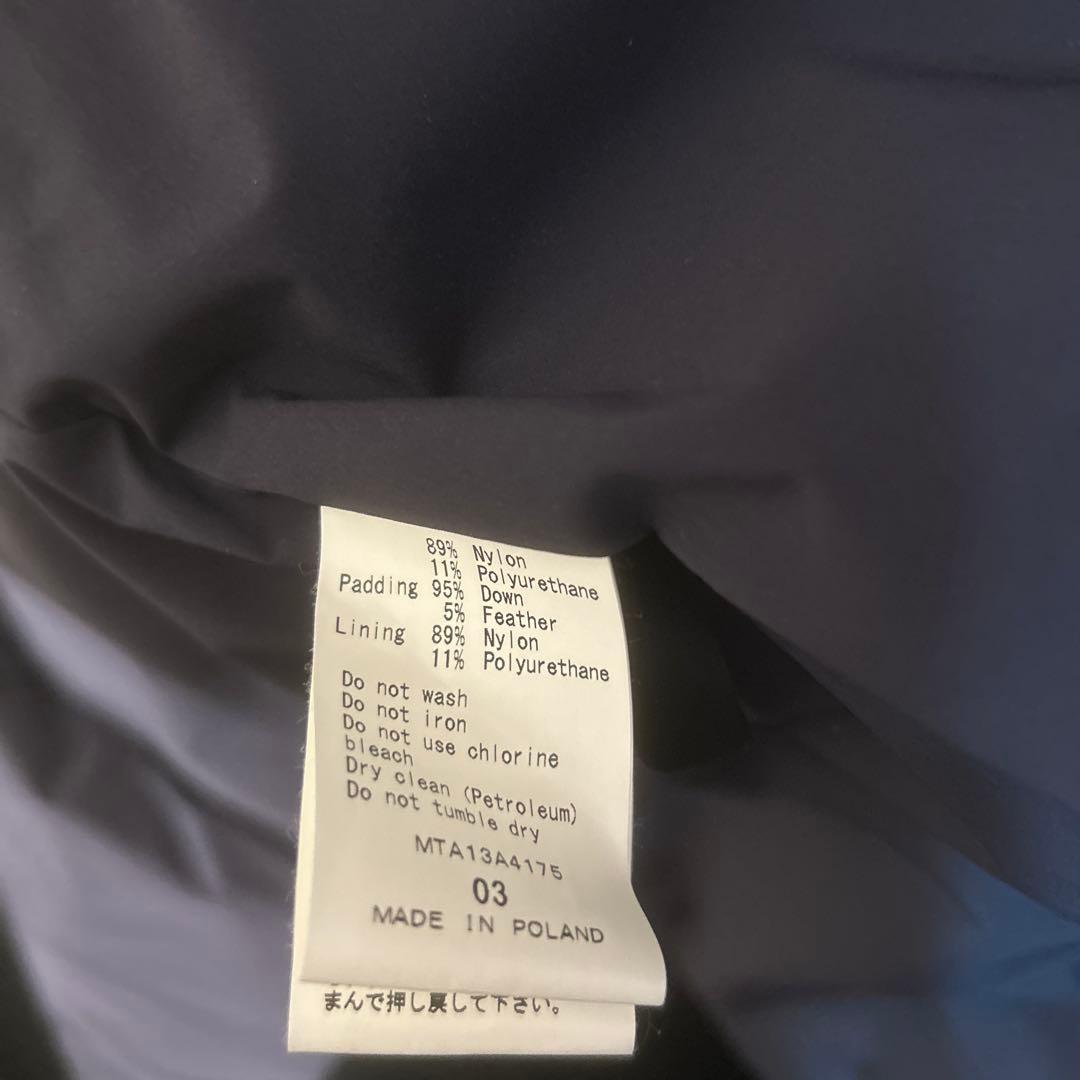 89% Nylon
11% Polyurethane
Padding 95% Down
5% Feather
Lining 89% Nylon
11% Polyurethane
Do not wash
Do not iron
Do not use chlorine
bleach
Dry clean (Petroleum)
Do not tumble dry
MTA13A4175
03
MADE IN POLAND
まんで押し戻して下さい。